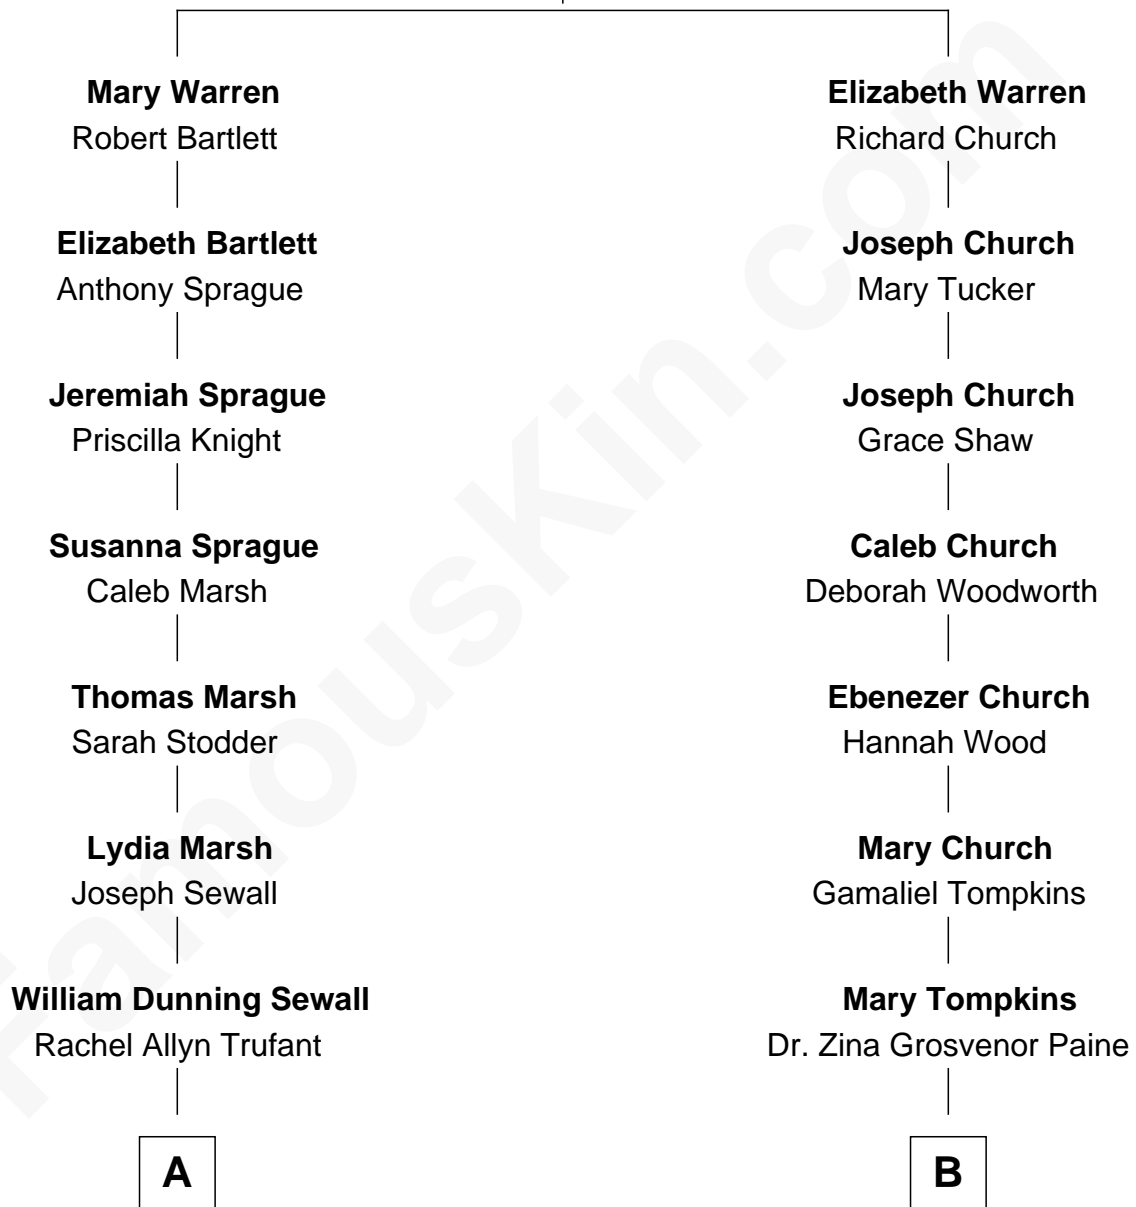 Mary Warren
Robert Bartlett
Elizabeth Warren
Richard Church
Elizabeth Bartlett
Anthony Sprague
Joseph Church
Mary Tucker
Jeremiah Sprague
Priscilla Knight
Joseph Church
Grace Shaw
Susanna Sprague
Caleb Marsh
Caleb Church
Deborah Woodworth
Thomas Marsh
Sarah Stodder
Ebenezer Church
Hannah Wood
Lydia Marsh
Joseph Sewall
Mary Church
Gamaliel Tompkins
William Dunning Sewall
Rachel Allyn Trufant
Mary Tompkins
Dr. Zina Grosvenor Paine
A
B
FamousKin.com